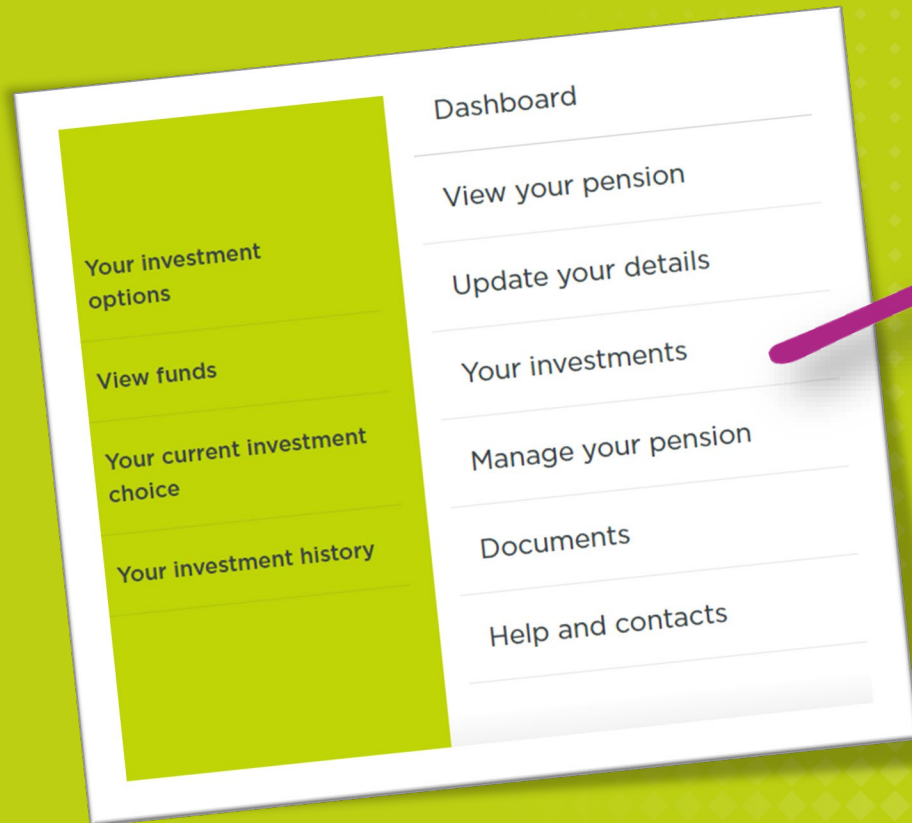 Your investment
options
View funds
Your current investment
choice
Your investment history
Dashboard
View your pension
Update your details
Your investments
Manage your pension
Documents
Help and contacts